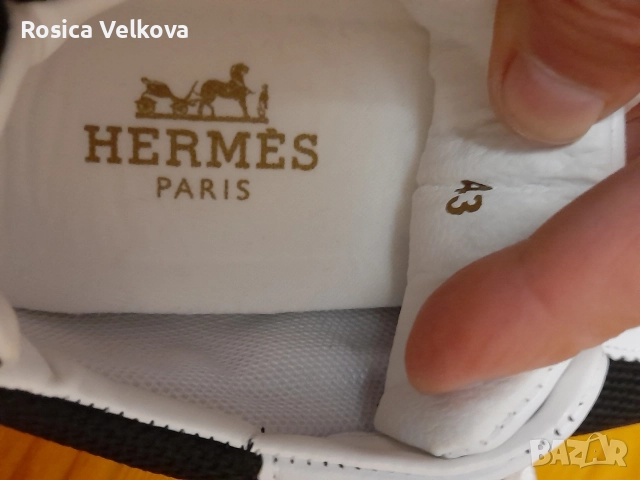 Rosica Velkova
HERMÈS
PARIS
43
BAZAR